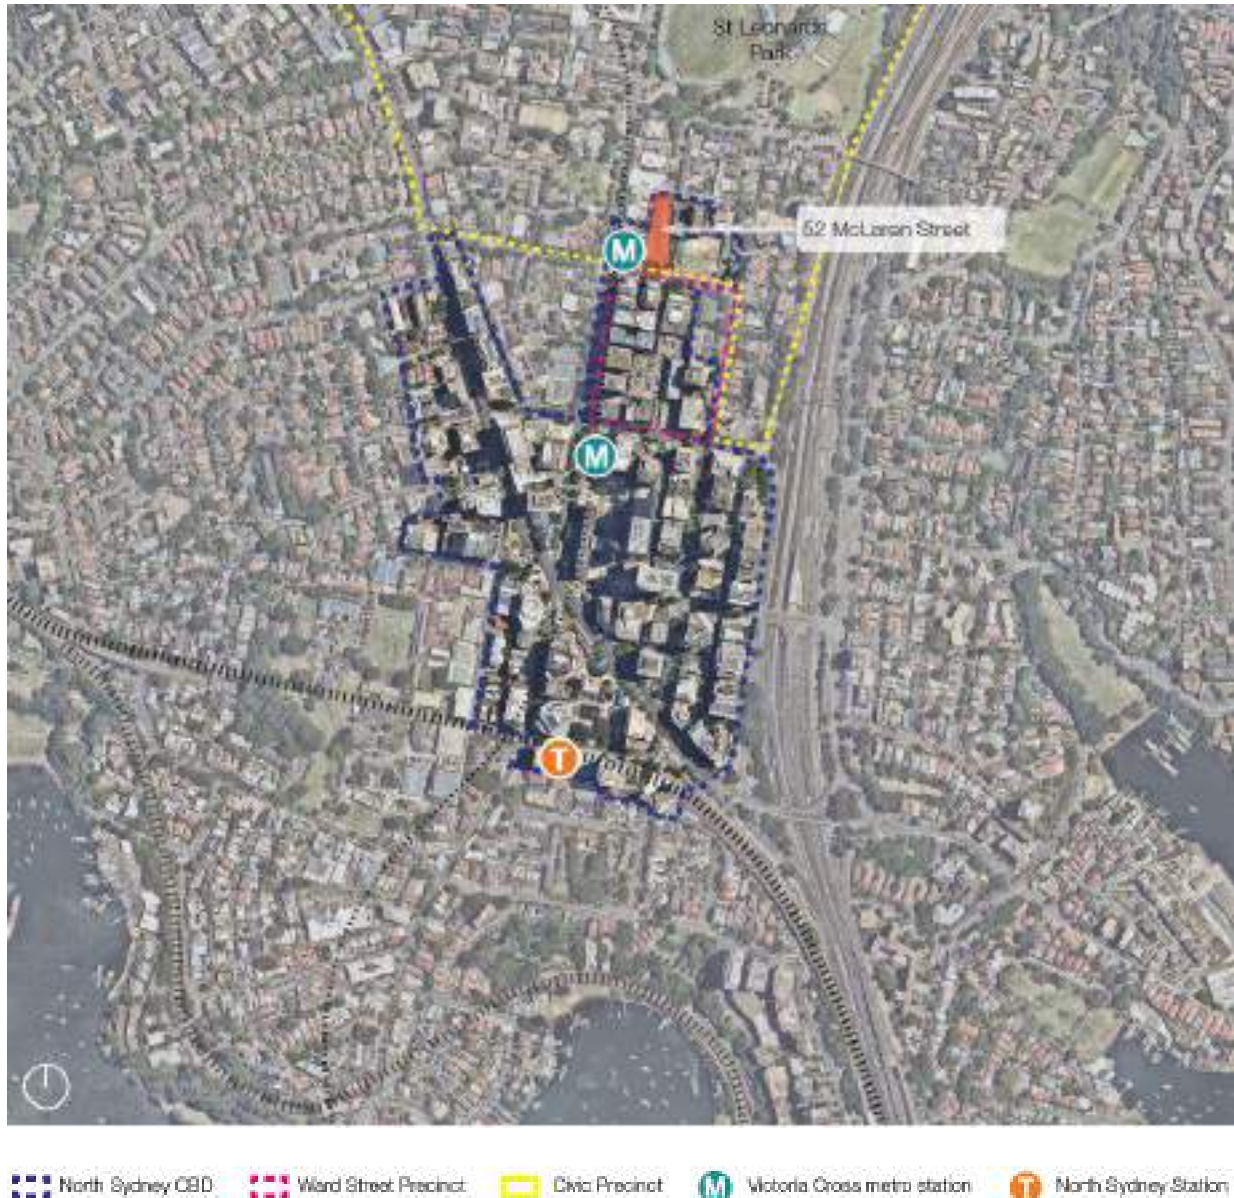 St Leonards
Park
52 McLaren Street
M
M
T
North Sydney CBD
Ward Street Precinct
Civic Precinct
M
Victoria Cross metro station
T
North Sydney Station